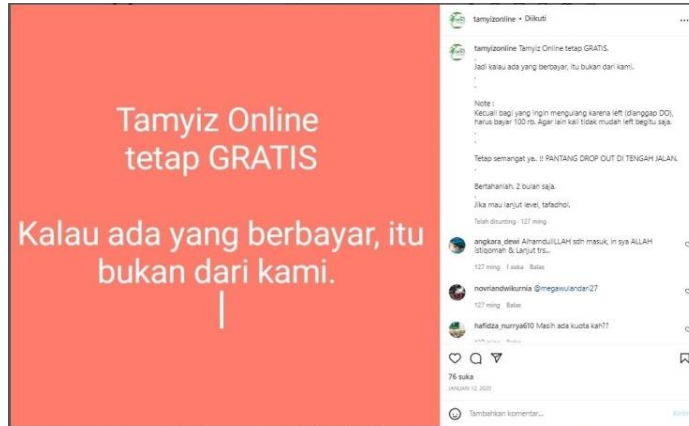 Tamyiz Online
tetap GRATIS
Kalau ada yang berbayar, itu
bukan dari kami.
tamyizonline • Diikuti
tamyizonline Tamyiz Online tetap GRATIS.
.
Jadi kalau ada yang berbayar, itu bukan dari kami.
.
.
Note :
Kecuali bagi yang ingin mengulang karena left (dianggap DO),
harus bayar 100 rb. Agar lain kali tidak mudah left begitu saja.
.
.
Tetap semangat ya.. !! PANTANG DROP OUT DI TENGAH JALAN.
.
Bertahanlah, 2 bulan saja.
.
Jika mau lanjut level, tafadhol.
Telah disunting · 127 ming
angkara_dewi AlhamdulILLAH sdh masuk, in sya ALLAH
istiqomah & Lanjut trs...
127 ming 1 suka Balas
novriandwikurnia @megawulandari27
127 ming Balas
hafidza_nurrya610 Masih ada kuota kah??
76 suka
JANUARI 12, 2020
Tambahkan komentar...
Kirim